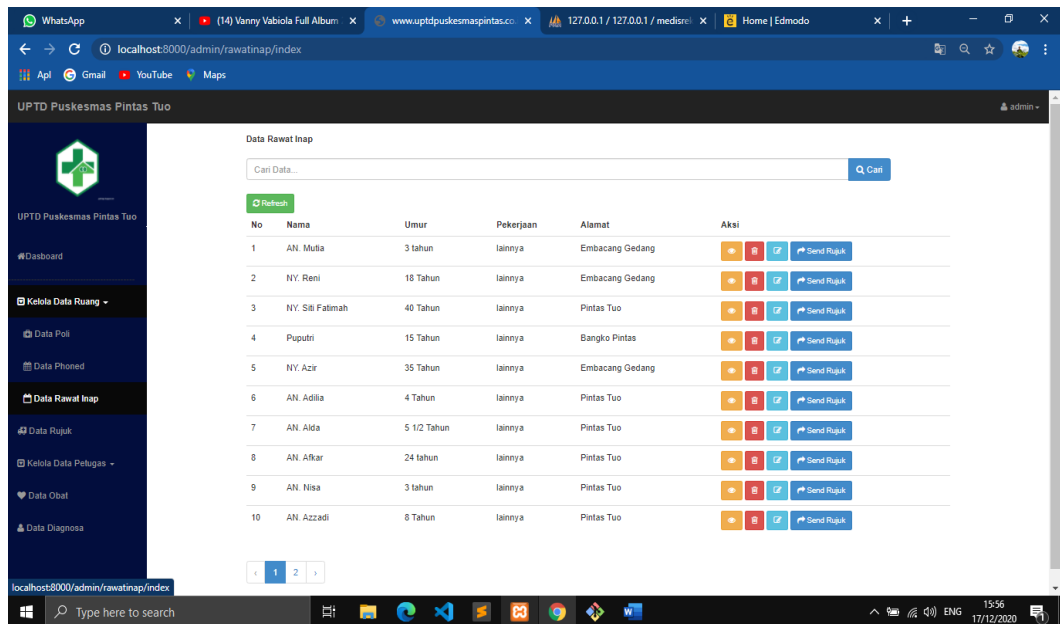 WhatsApp
(14) Vanny Vabiola Full Album
www.uptdpuskesmaspintas.co.
127.0.0.1 / 127.0.0.1 / medisrek
Home | Edmodo
localhost:8000/admin/rawatinap/index
Apl Gmail YouTube Maps
UPTD Puskesmas Pintas Tuo
admin
UPTD Puskesmas Pintas Tuo
Dasboard
Kelola Data Ruang
Data Poli
Data Phoned
Data Rawat Inap
Data Rujuk
Kelola Data Petugas
Data Obat
Data Diagnosa
Data Rawat Inap
Cari Data...
Cari
Refresh
No Nama Umur Pekerjaan Alamat Aksi
1 AN. Mutia 3 tahun lainnya Embacang Gedang Send Rujuk
2 NY. Reni 18 Tahun lainnya Embacang Gedang Send Rujuk
3 NY. Siti Fatimah 40 Tahun lainnya Pintas Tuo Send Rujuk
4 Puputri 15 Tahun lainnya Bangko Pintas Send Rujuk
5 NY. Azir 35 Tahun lainnya Embacang Gedang Send Rujuk
6 AN. Adilia 4 Tahun lainnya Pintas Tuo Send Rujuk
7 AN. Alda 5 1/2 Tahun lainnya Pintas Tuo Send Rujuk
8 AN. Afkar 24 tahun lainnya Pintas Tuo Send Rujuk
9 AN. Nisa 3 tahun lainnya Pintas Tuo Send Rujuk
10 AN. Azzadi 8 Tahun lainnya Pintas Tuo Send Rujuk
‹ 1 2 ›
localhost:8000/admin/rawatinap/index
Type here to search
ENG
15:56
17/12/2020